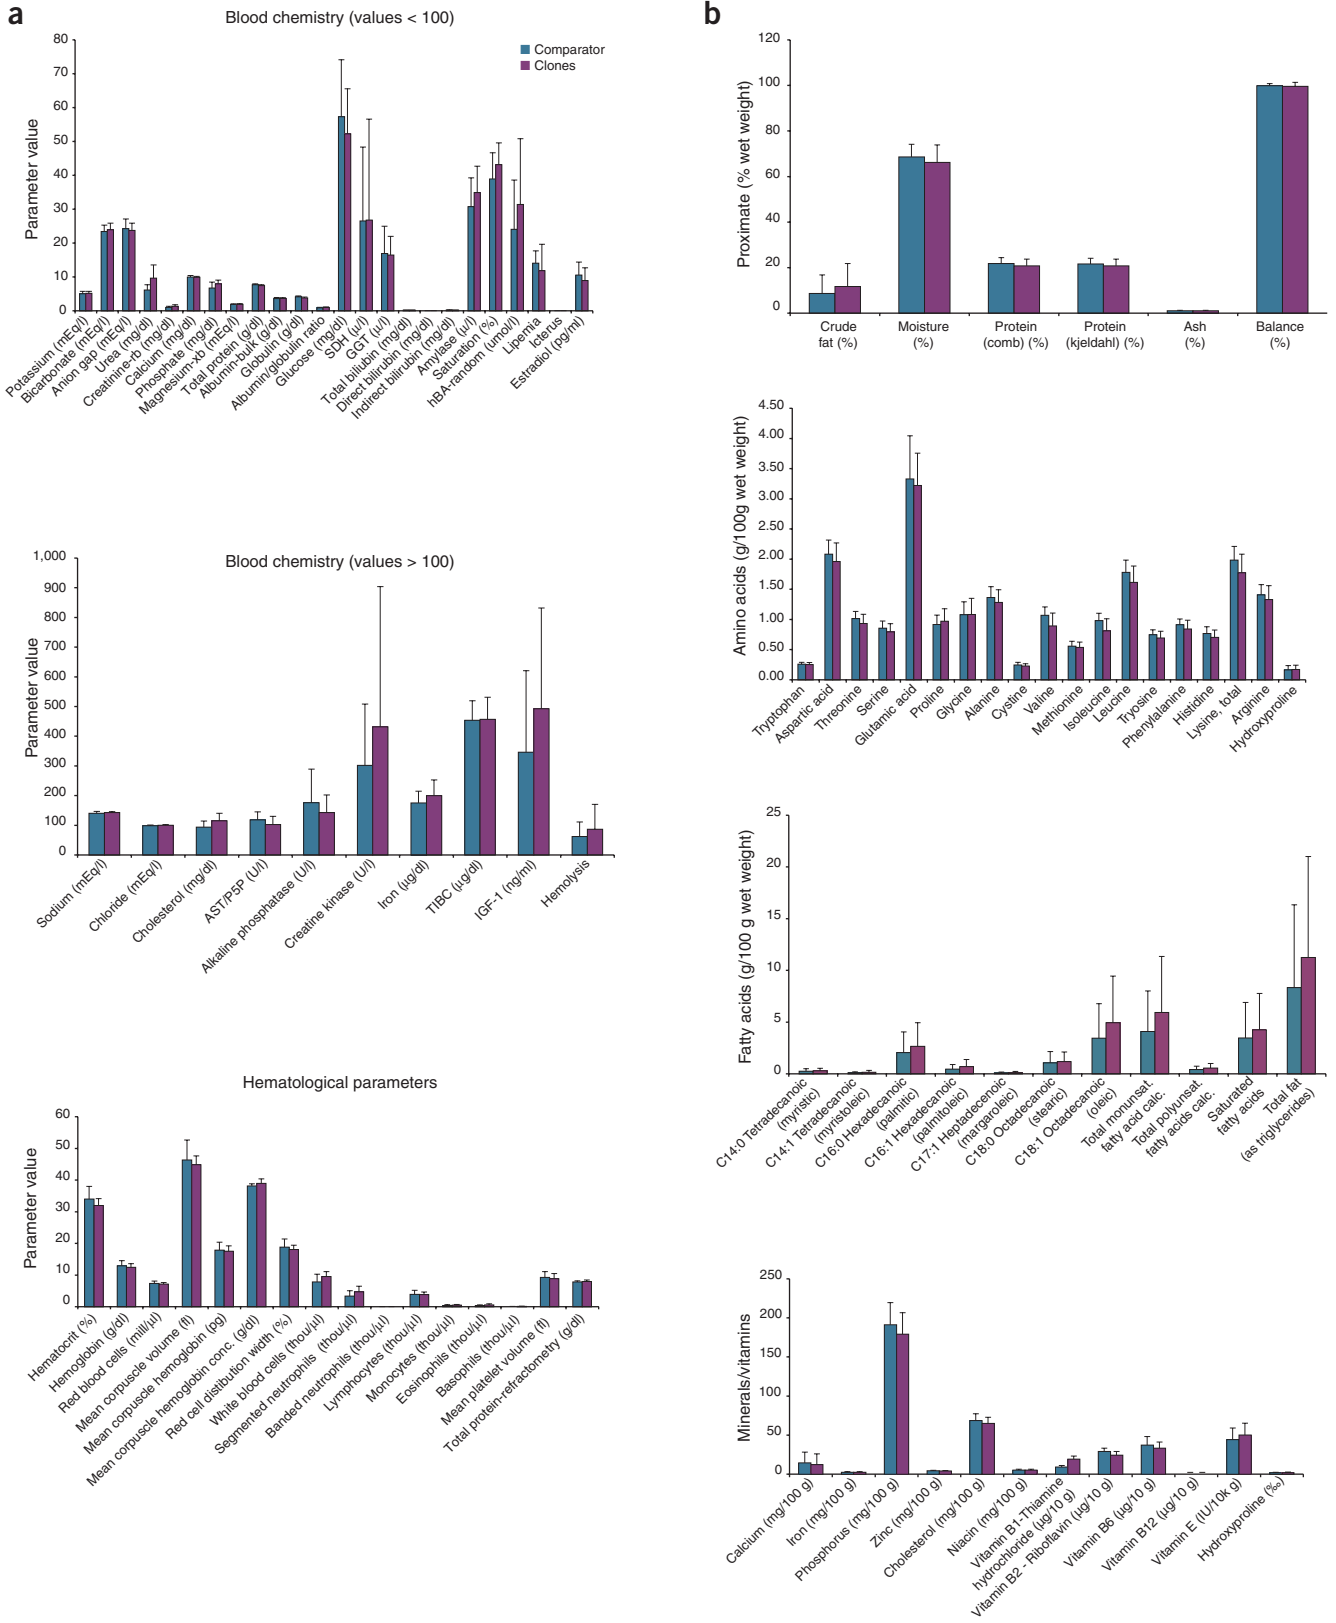 a
Blood chemistry (values < 100)
Comparator
Clones
Parameter value
80
70
60
50
40
30
20
10
0
Potassium (mEq/l)
Bicarbonate (mEq/l)
Anion gap (mEq/l)
Urea (mg/dl)
Creatinine-rb (mg/dl)
Calcium (mg/dl)
Phosphate (mg/dl)
Magnesium-xb (mEq/l)
Total protein (g/dl)
Albumin-bulk (g/dl)
Globulin (g/dl)
Albumin/globulin ratio
Glucose (mg/dl)
SDH (µ/l)
GGT (µ/l)
Total biliubin (mg/dl)
Direct bilirubin (mg/dl)
Indirect bilirubin (mg/dl)
Amylase (µ/l)
Saturation (%)
hBA-random (umol/l)
Lipemia
Icterus
Estradiol (pg/ml)
Blood chemistry (values > 100)
Parameter value
1,000
900
800
700
600
500
400
300
200
100
0
Sodium (mEq/l)
Chloride (mEq/l)
Cholesterol (mg/dl)
AST/P5P (U/l)
Alkaline phosphatase (U/l)
Creatine kinase (U/l)
Iron (µg/dl)
TIBC (µg/dl)
IGF-1 (ng/ml)
Hemolysis
Hematological parameters
Parameter value
60
50
40
30
20
10
0
Hematocrit (%)
Hemoglobin (g/dl)
Red blood cells (mill/µl)
Mean corpuscle volume (fl)
Mean corpuscle hemoglobin (pg)
Mean corpuscle hemoglobin conc. (g/dl)
Red cell distibution width (%)
White blood cells (thou/µl)
Segmented neutrophils (thou/µl)
Banded neutrophils (thou/µl)
Lymphocytes (thou/µl)
Monocytes (thou/µl)
Eosinophils (thou/µl)
Basophils (thou/µl)
Mean platelet volume (fl)
Total protein-refractometry (g/dl)
b
Proximate (% wet weight)
120
100
80
60
40
20
0
Crude
fat (%)
Moisture
(%)
Protein
(comb) (%)
Protein
(kjeldahl) (%)
Ash
(%)
Balance
(%)
Amino acids (g/100g wet weight)
4.50
4.00
3.50
3.00
2.50
2.00
1.50
1.00
0.50
0.00
Tryptophan
Aspartic acid
Threonine
Serine
Glutamic acid
Proline
Glycine
Alanine
Cystine
Valine
Methionine
Isoleucine
Leucine
Tryosine
Phenylalanine
Histidine
Lysine, total
Arginine
Hydroxyproline
Fatty acids (g/100 g wet weight)
25
20
15
10
5
0
C14:0 Tetradecanoic
(myristic)
C14:1 Tetradecanoic
(myristoleic)
C16:0 Hexadecanoic
(palmitic)
C16:1 Hexadecanoic
(palmitoleic)
C17:1 Heptadecenoic
(margaroleic)
C18:0 Octadecanoic
(stearic)
C18:1 Octadecanoic
(oleic)
Total monunsat.
fatty acid calc.
Total polyunsat.
fatty acids calc.
Saturated
fatty acids
Total fat
(as triglycerides)
Minerals/vitamins
250
200
150
100
50
0
Calcium (mg/100 g)
Iron (mg/100 g)
Phosphorus (mg/100 g)
Zinc (mg/100 g)
Cholesterol (mg/100 g)
Niacin (mg/100 g)
Vitamin B1-Thiamine
hydrochloride (µg/10 g)
Vitamin B2 - Riboflavin (µg/10 g)
Vitamin B6 (µg/10 g)
Vitamin B12 (µg/10 g)
Vitamin E (IU/10k g)
Hydroxyproline (‰)